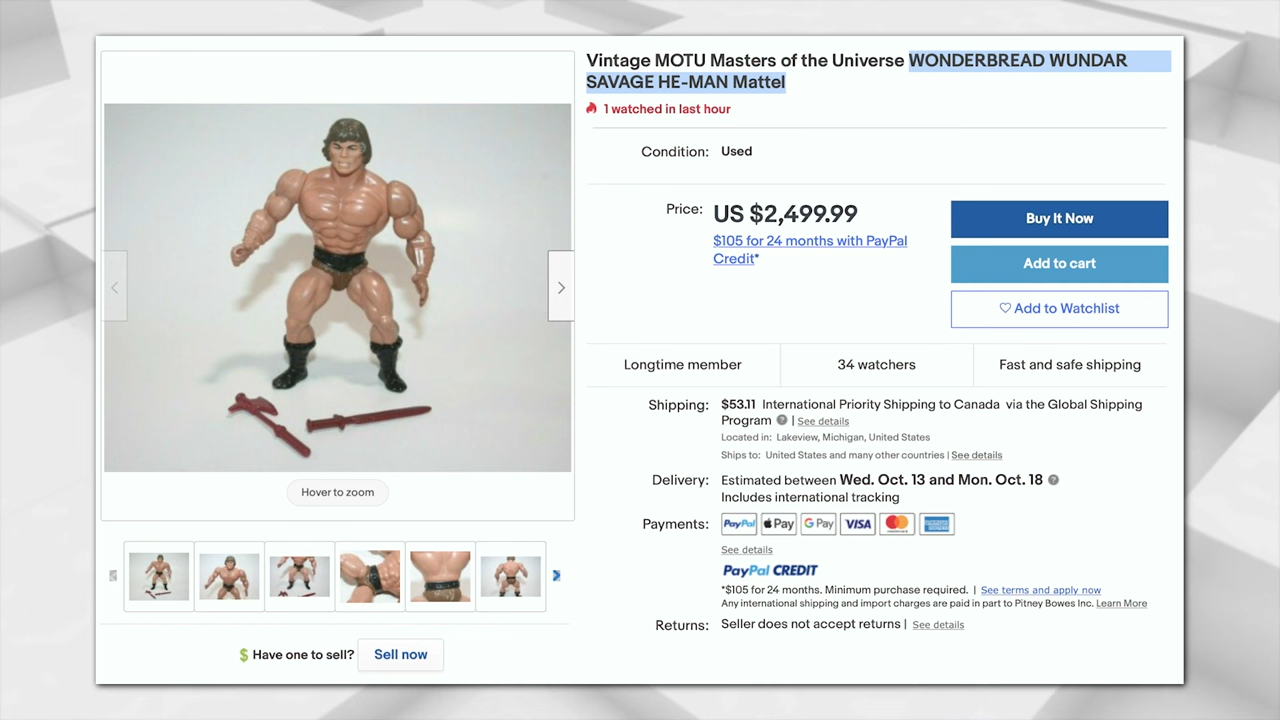 Vintage MOTU Masters of the Universe WONDERBREAD WUNDAR
SAVAGE HE-MAN Mattel
1 watched in last hour
Condition: Used
Price: US $2,499.99
$105 for 24 months with PayPal
Credit*
Buy It Now
Add to cart
Add to Watchlist
Longtime member
34 watchers
Fast and safe shipping
Shipping: $53.11 International Priority Shipping to Canada via the Global Shipping
Program ? | See details
Located in: Lakeview, Michigan, United States
Ships to: United States and many other countries | See details
Delivery: Estimated between Wed. Oct. 13 and Mon. Oct. 18 ?
Includes international tracking
Payments: PayPal Pay G Pay VISA
See details
PayPal CREDIT
*$105 for 24 months. Minimum purchase required. | See terms and apply now
Any international shipping and import charges are paid in part to Pitney Bowes Inc. Learn More
Returns: Seller does not accept returns | See details
Hover to zoom
$ Have one to sell? Sell now